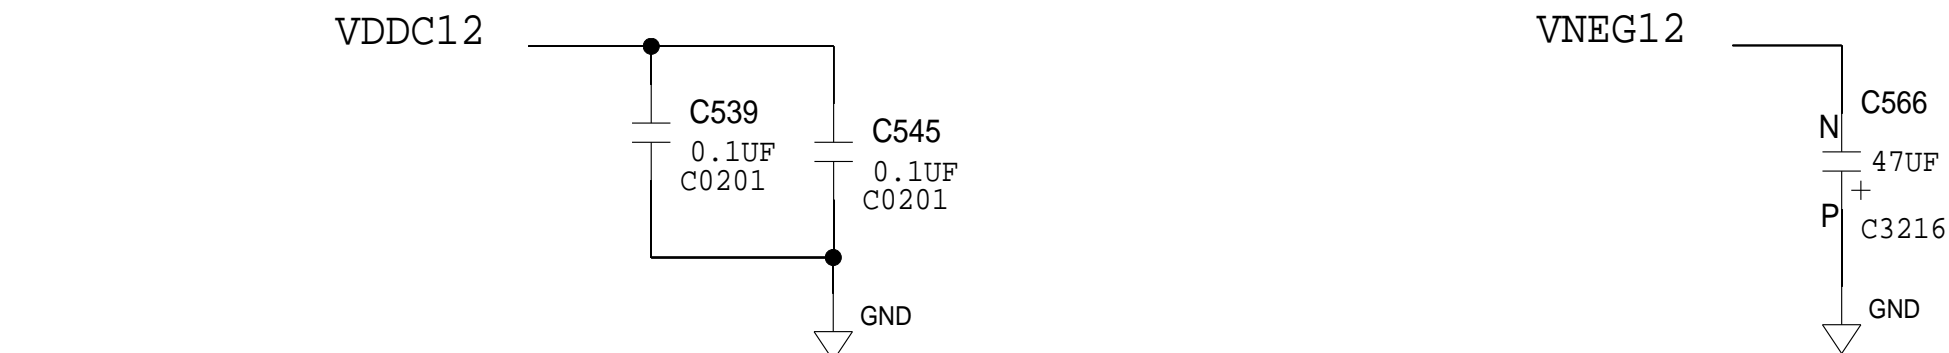 VDDC12
C539
0.1UF
C0201
C545
0.1UF
C0201
GND
VNEG12
C566
N
47UF
+
P
C3216
GND